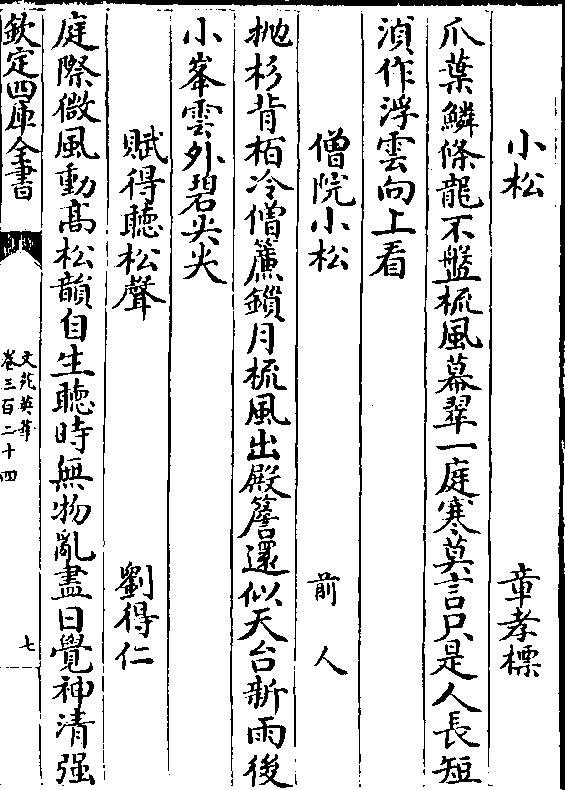 小松 章孝標
爪葉鱗條龍不盤梳風幕翠一庭寒莫言只是人長短
湏作浮雲向上看
僧院小松 前人
抛杉背栢冷僧簾鎖月梳風出殿簷還似天台新雨後
小峯雲外碧尖尖
賦得聽松聲 劉得仁
庭際微風動髙松韻自生聽時無物亂盡日覺神清强
欽定四庫全書
文苑英華
卷三百二十四
七